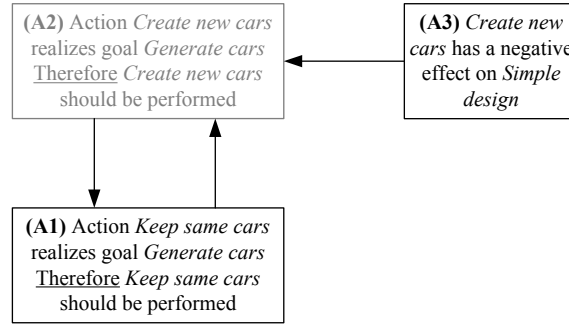 (A2) Action Create new cars
realizes goal Generate cars
Therefore Create new cars
should be performed
(A3) Create new
cars has a negative
effect on Simple
design
(A1) Action Keep same cars
realizes goal Generate cars
Therefore Keep same cars
should be performed